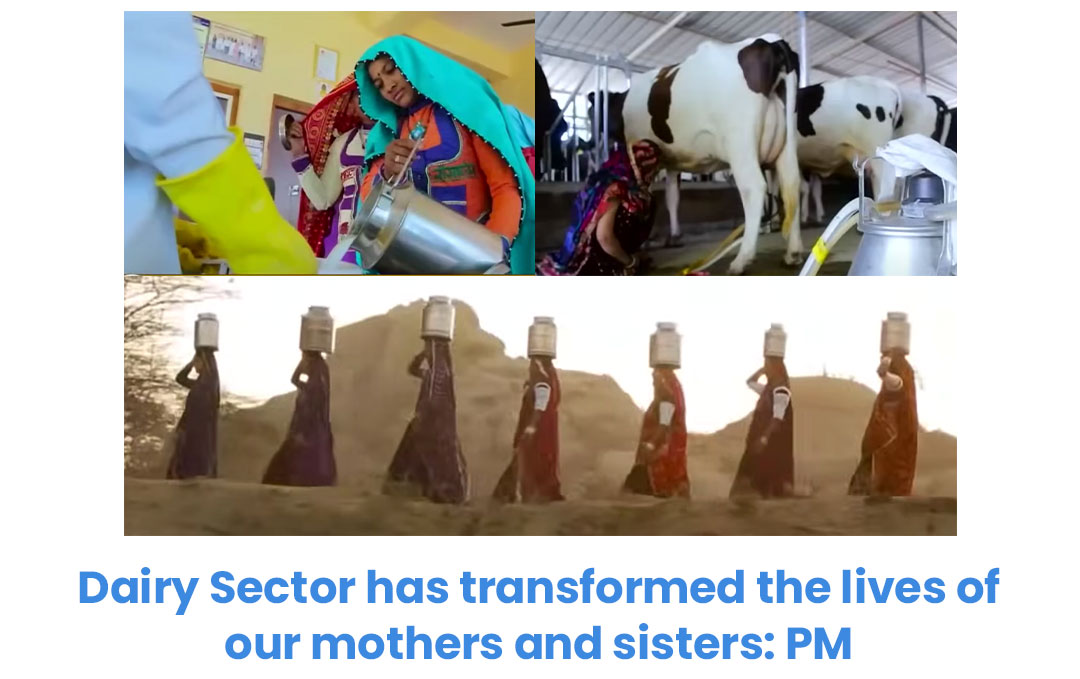 Dairy Sector has transformed the lives of
our mothers and sisters: PM